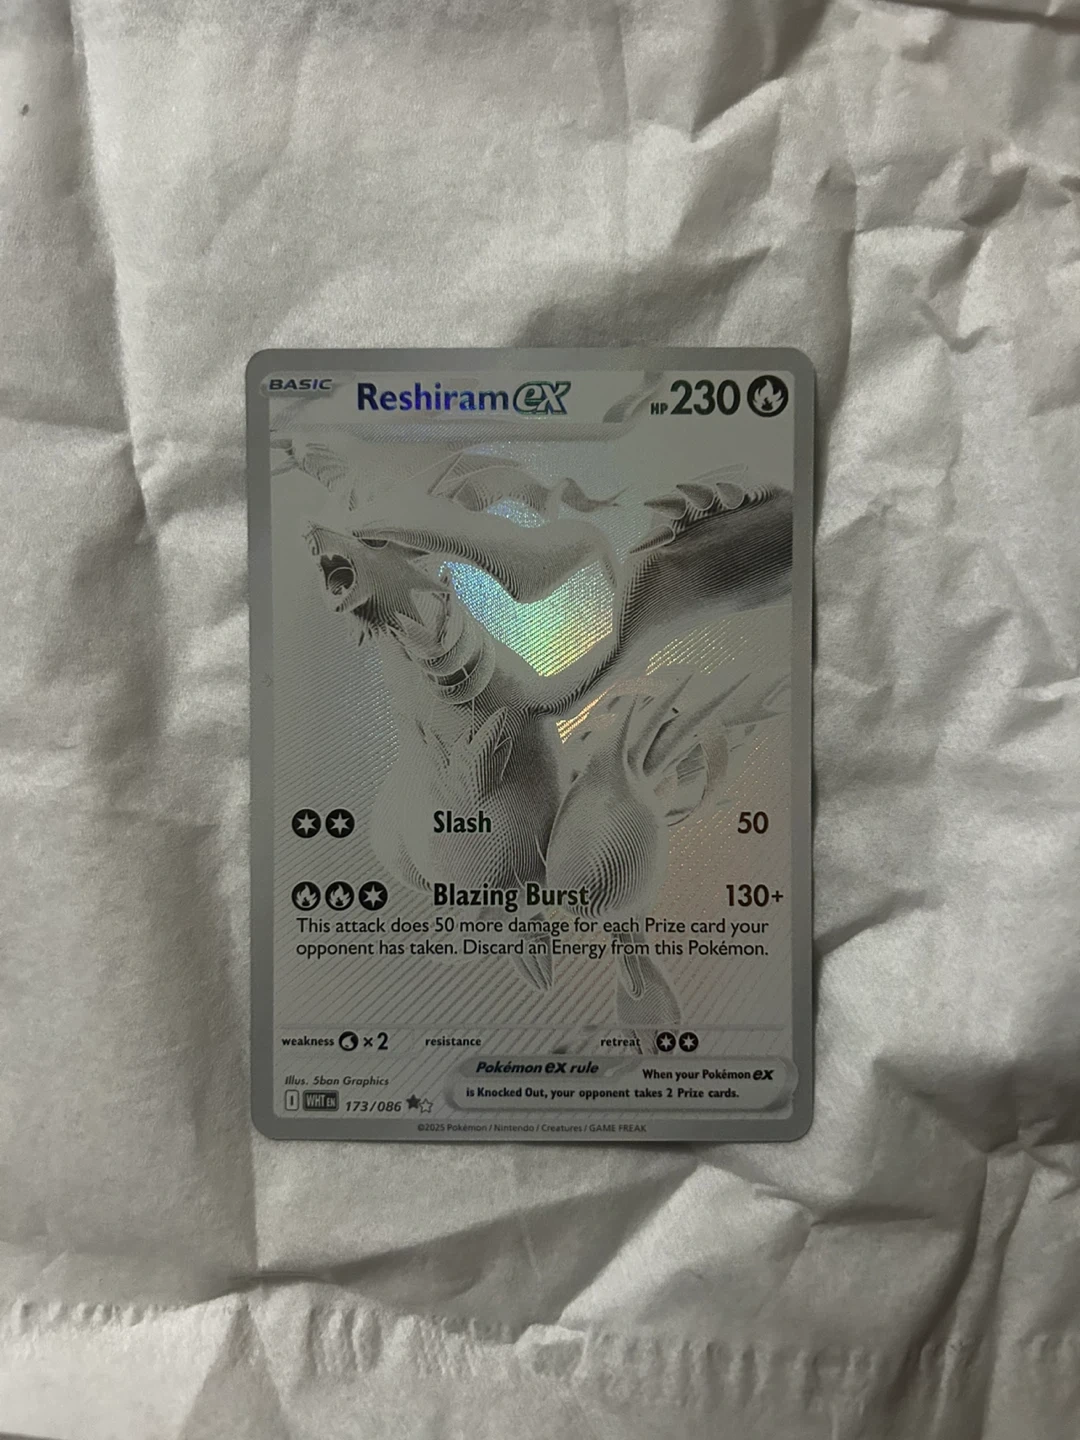 BASIC Reshiram ex HP 230
Slash 50
Blazing Burst 130+
This attack does 50 more damage for each Prize card your
opponent has taken. Discard an Energy from this Pokémon.
weakness × 2 resistance retreat
Pokémon ex rule When your Pokémon ex
is Knocked Out, your opponent takes 2 Prize cards.
Illus. 5ban Graphics
I WHT EN 173/086
©2025 Pokémon / Nintendo / Creatures / GAME FREAK